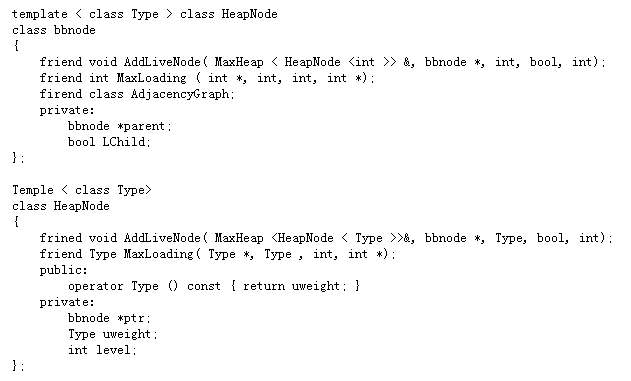 template < class Type > class HeapNode
class bbnode
{
friend void AddLiveNode( MaxHeap < HeapNode <int >> &, bbnode *, int, bool, int);
friend int MaxLoading ( int *, int, int, int *);
firend class AdjacencyGraph;
private:
bbnode *parent;
bool LChild;
};
Temple < class Type>
class HeapNode
{
frined void AddLiveNode( MaxHeap <HeapNode < Type >>&, bbnode *, Type, bool, int);
friend Type MaxLoading( Type *, Type , int, int *);
public:
operator Type () const { return uweight; }
private:
bbnode *ptr;
Type uweight;
int level;
};